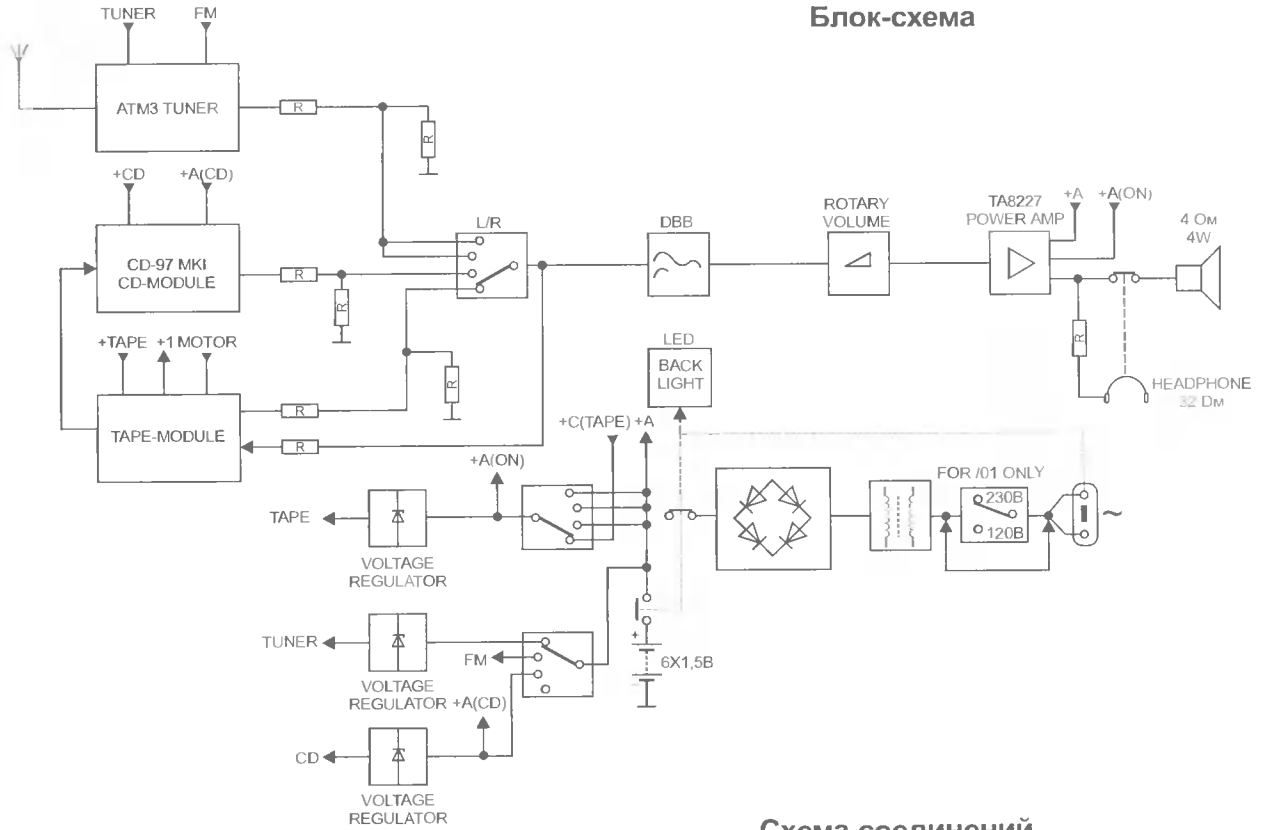 Блок-схема
TUNER
FM
ATM3 TUNER
R
R
+CD
+A(CD)
CD-97 MKI
CD-MODULE
R
R
L/R
DBB
ROTARY
VOLUME
TA8227
POWER AMP
+A
+A(ON)
4 Ом
4W
R
HEADPHONE
32 Dм
+TAPE
+1
MOTOR
TAPE-MODULE
R
R
R
LED
BACK
LIGHT
+C(TAPE)
+A
+A(ON)
TAPE
VOLTAGE
REGULATOR
FOR /01 ONLY
230В
120В
~
TUNER
VOLTAGE
REGULATOR
FM
+
6X1,5В
-
+A(CD)
CD
VOLTAGE
REGULATOR
Схема соединений